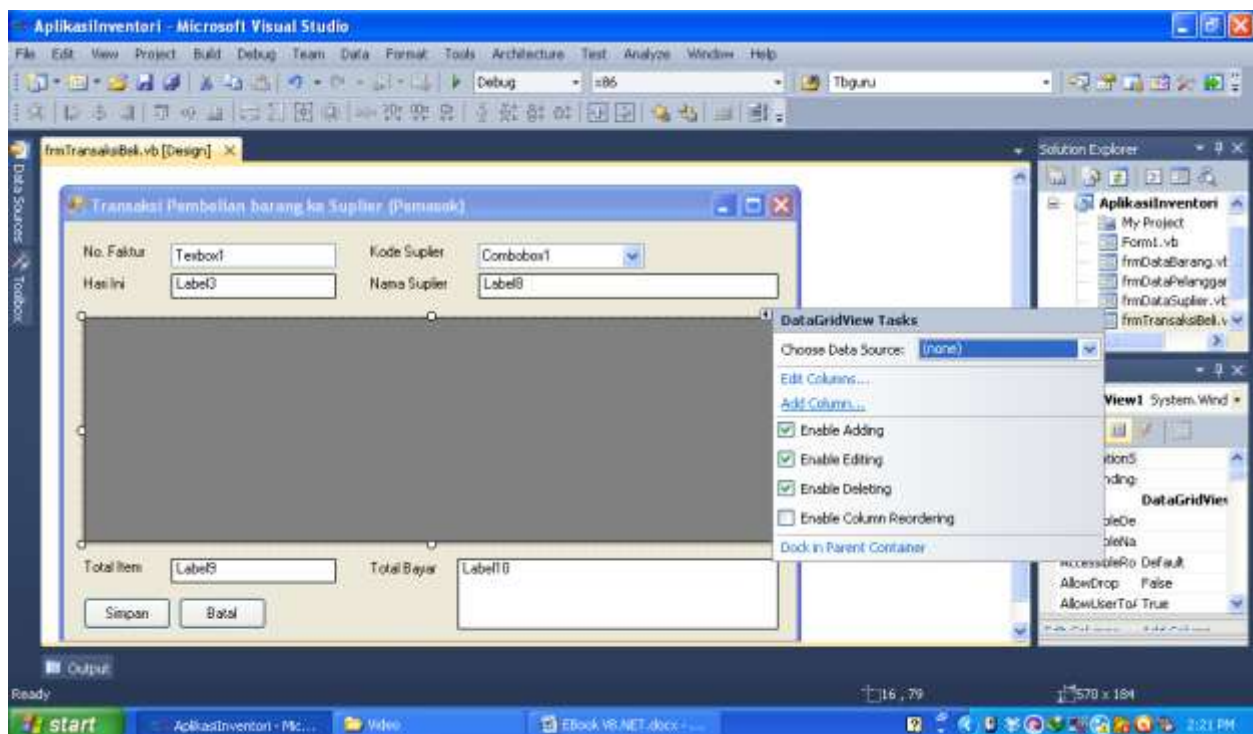 AplikasiInventori - Microsoft Visual Studio
File Edit View Project Build Debug Team Data Format Tools Architecture Test Analyze Window Help
Debug x86 Tbguru
Data Sources
Toolbox
frmTransaksiBeli.vb [Design]
Transaksi Pembelian barang ke Suplier (Pemasok)
No. Faktur Texbox1 Kode Suplier Combobox1
Hari Ini Label3 Nama Suplier Label8
DataGridView Tasks
Choose Data Source: (none)
Edit Columns...
Add Column...
Enable Adding
Enable Editing
Enable Deleting
Enable Column Reordering
Dock in Parent Container
Total Item Label9 Total Bayar Label10
Simpan Batal
Solution Explorer
AplikasiInventori
My Project
Form1.vb
frmDataBarang.vb
frmDataPelanggar
frmDataSuplier.vb
frmTransaksiBeli.v
View1 System.Wind
DataGridView
AccessibleRo Default
AllowDrop False
AllowUserToA True
Output
Ready 16 , 79 570 x 184
start AplikasiInventori - Mic... Video EBook VB.NET.docx - ... 2:21 PM